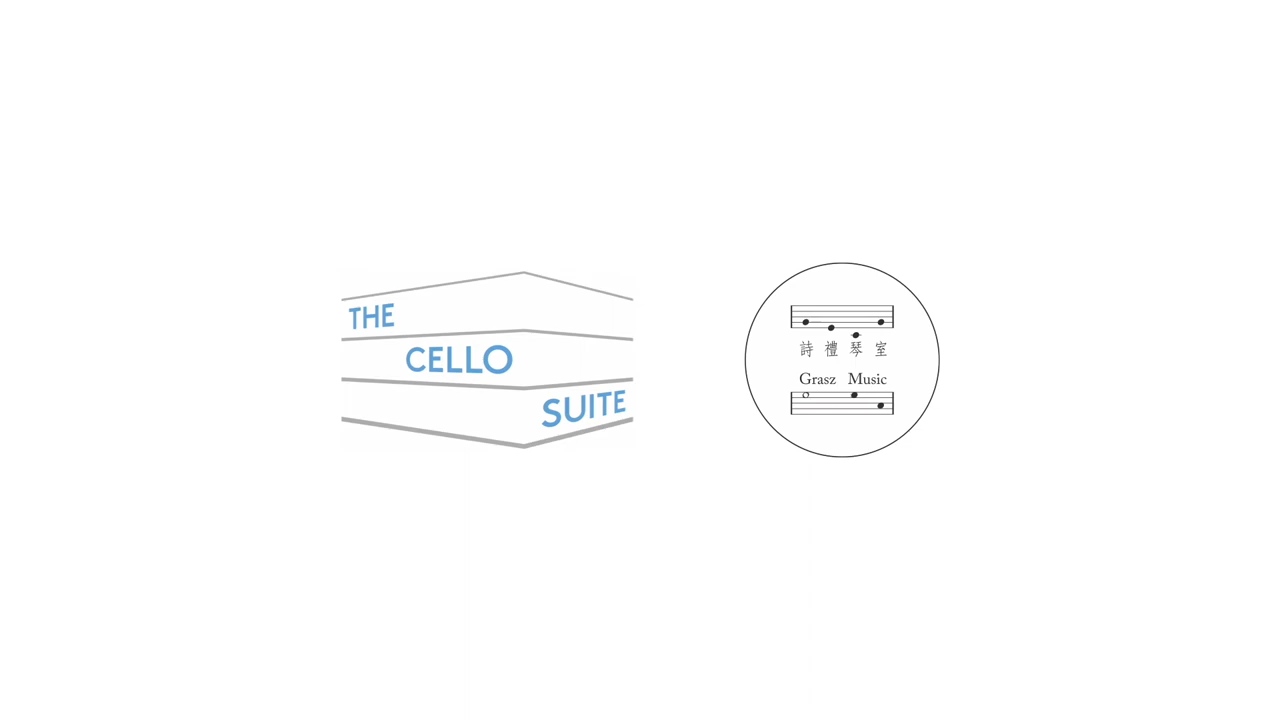 THE
CELLO
SUITE
詩禮琴室
Grasz Music